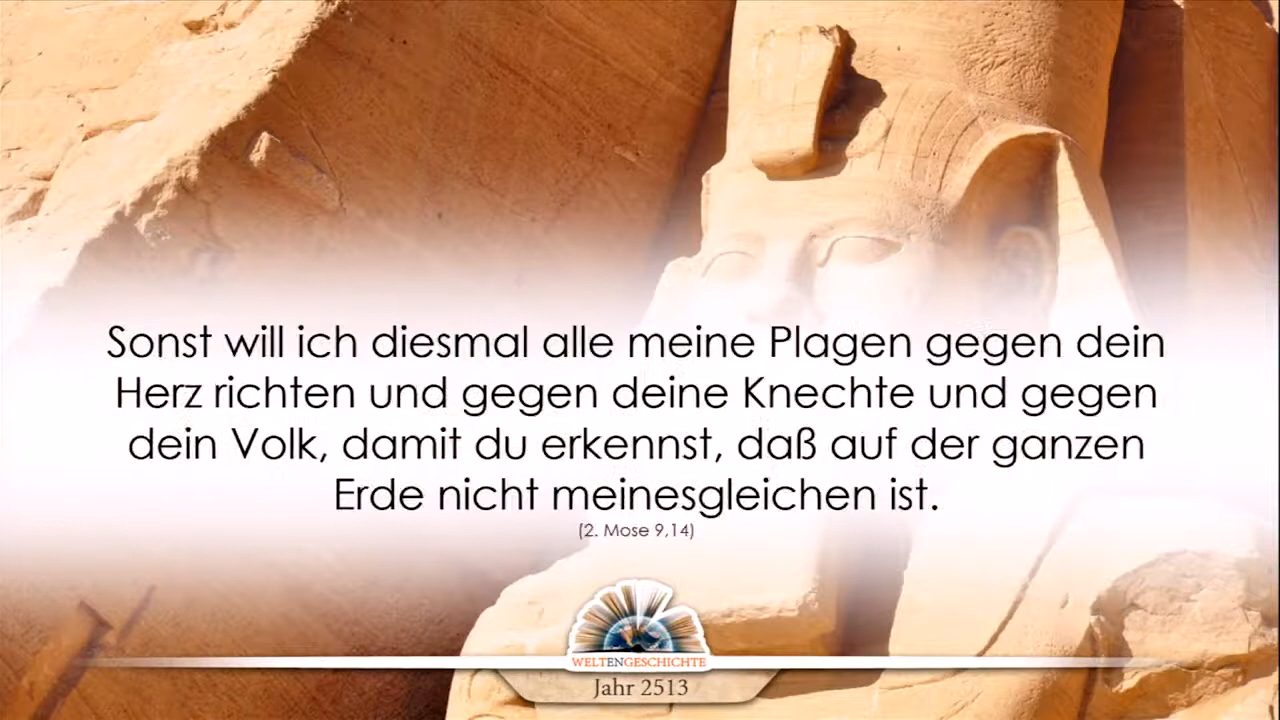 Sonst will ich diesmal alle meine Plagen gegen dein
Herz richten und gegen deine Knechte und gegen
dein Volk, damit du erkennst, daß auf der ganzen
Erde nicht meinesgleichen ist.
(2. Mose 9,14)
WELTENGESCHICHTE
Jahr 2513